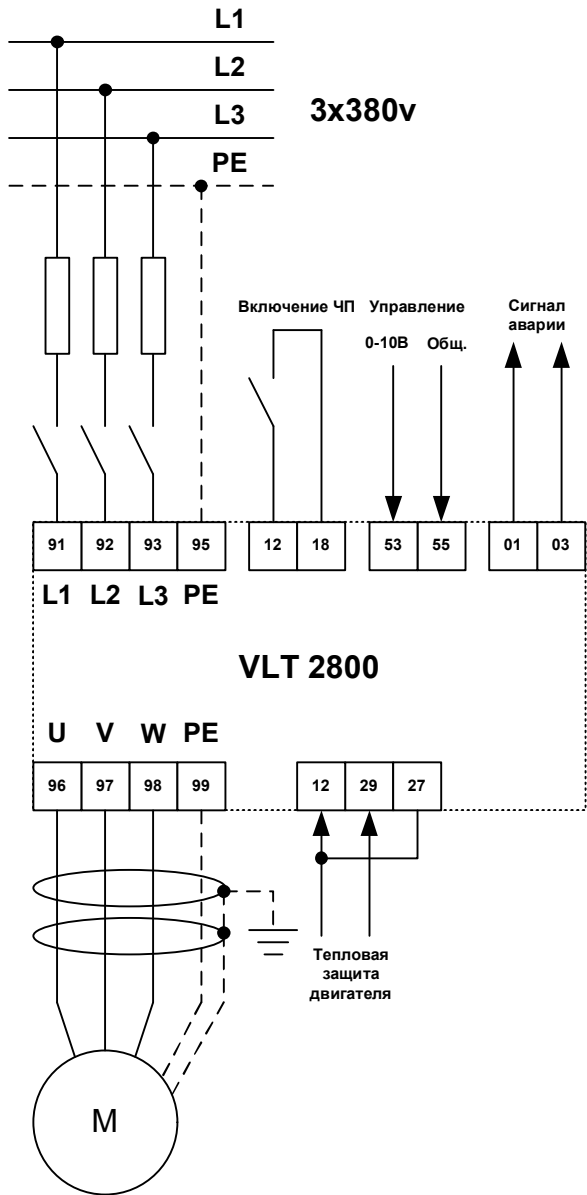 L1
L2
L3
3x380v
PE
Включение ЧП
Управление
Сигнал
аварии
0-10В
Общ.
91 92 93 95 12 18 53 55 01 03
L1 L2 L3 PE
VLT 2800
U V W PE
96 97 98 99 12 29 27
Тепловая
защита
двигателя
M